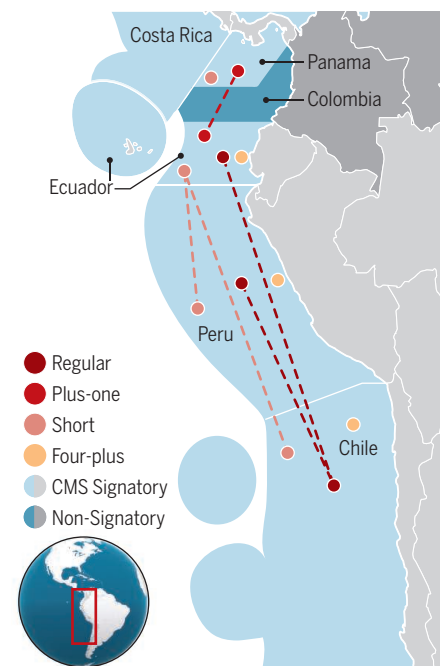 Costa Rica
Panama
Colombia
Ecuador
Peru
Regular
Plus-one
Short
Four-plus
Chile
CMS Signatory
Non-Signatory